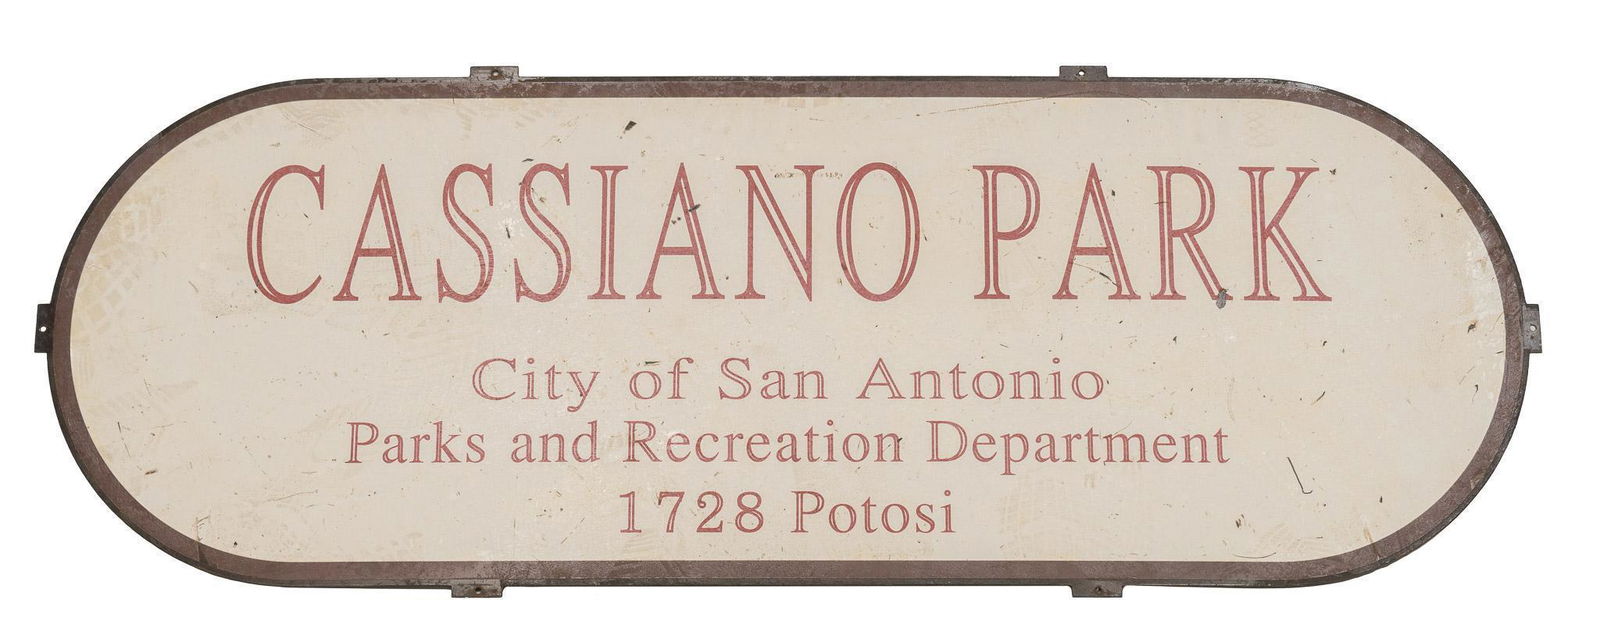 CASSIANO PARK
City of San Antonio
Parks and Recreation Department
1728 Potosi